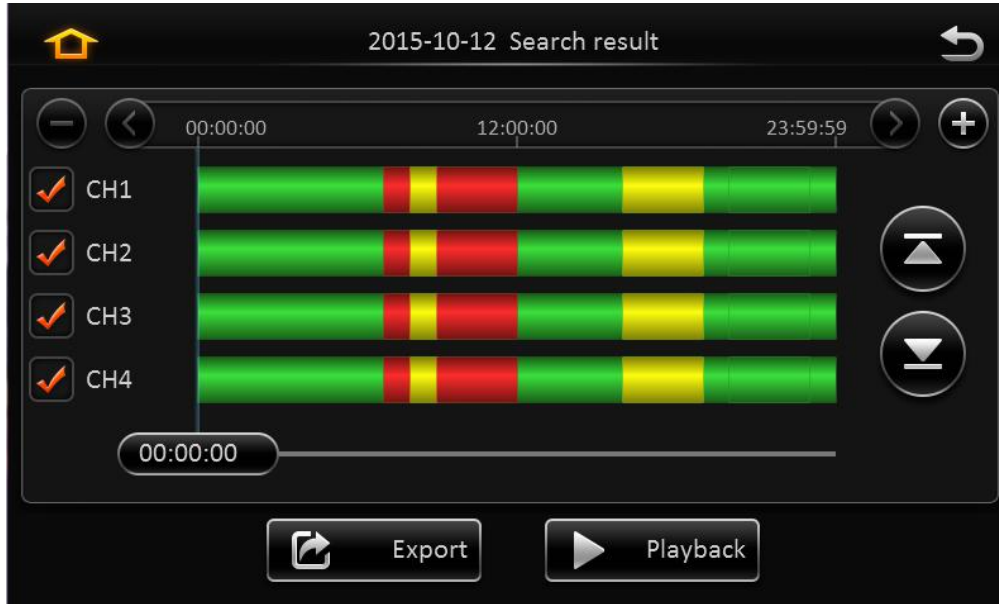 2015-10-12 Search result
00:00:00 12:00:00 23:59:59
CH1
CH2
CH3
CH4
00:00:00
Export Playback